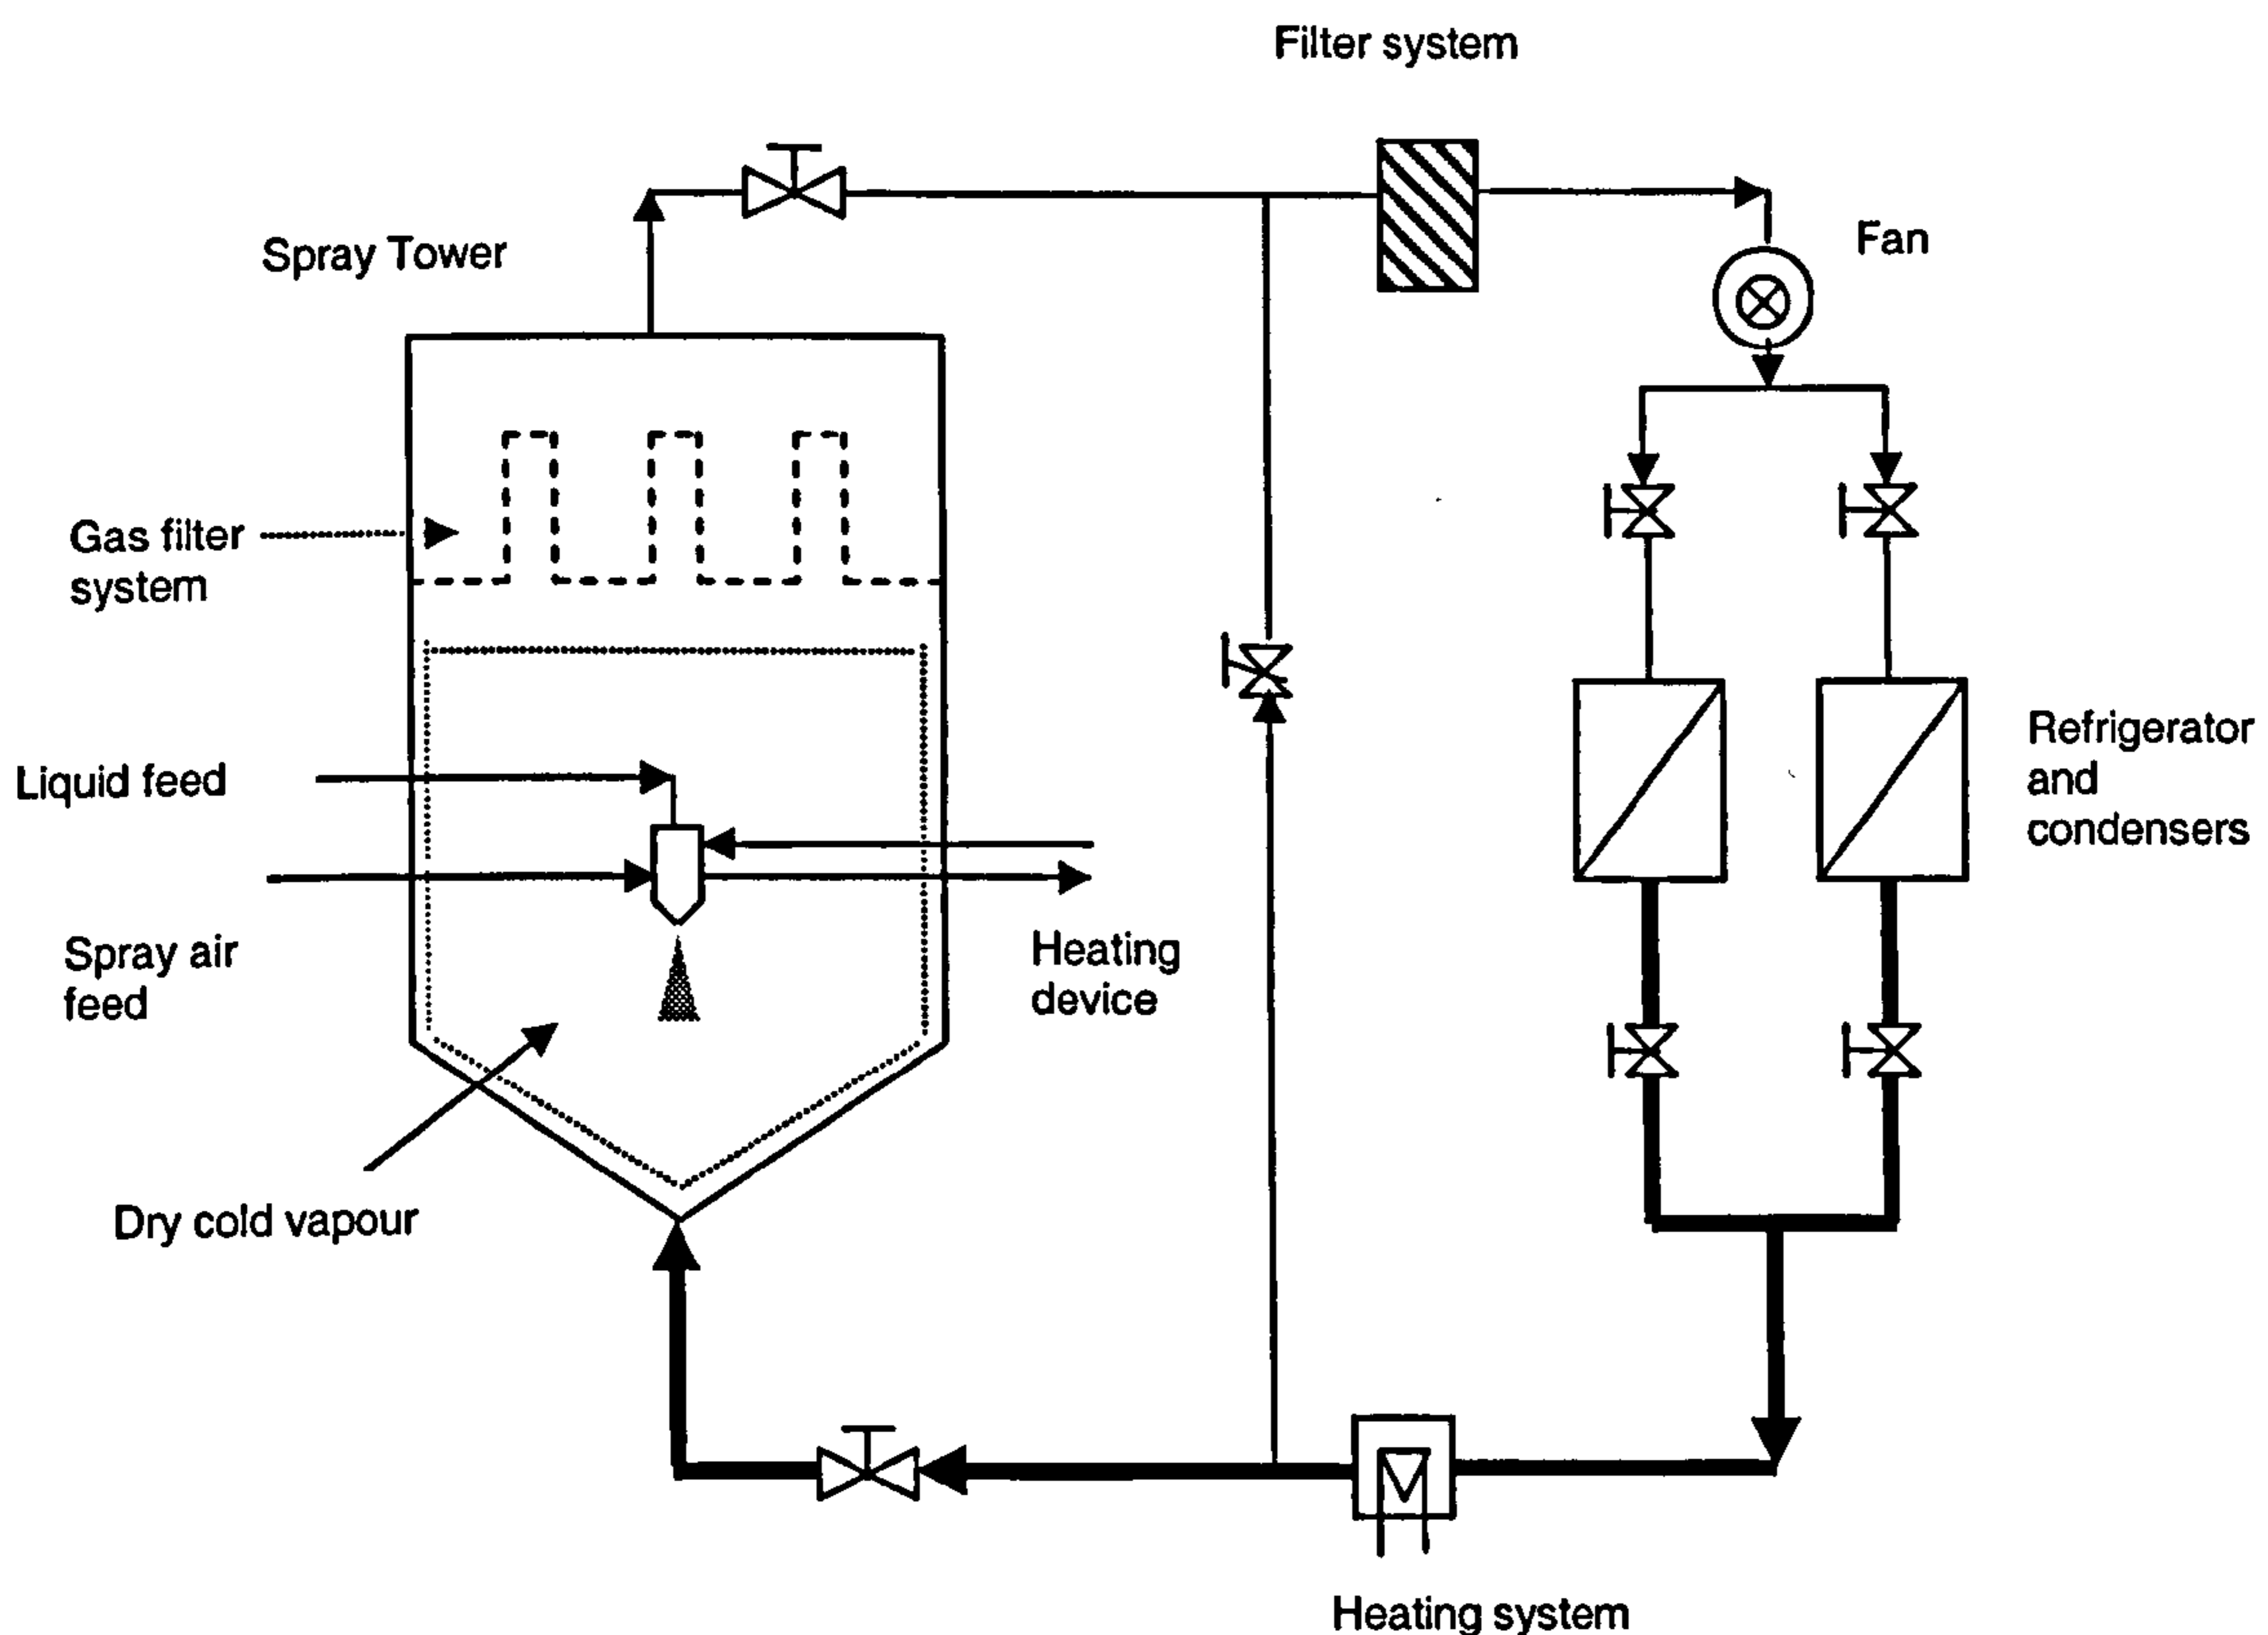 Filter system
Spray Tower
Fan
Gas filter
system
Liquid feed
Refrigerator
and
condensers
Spray air
feed
Heating
device
Dry cold vapour
Heating system